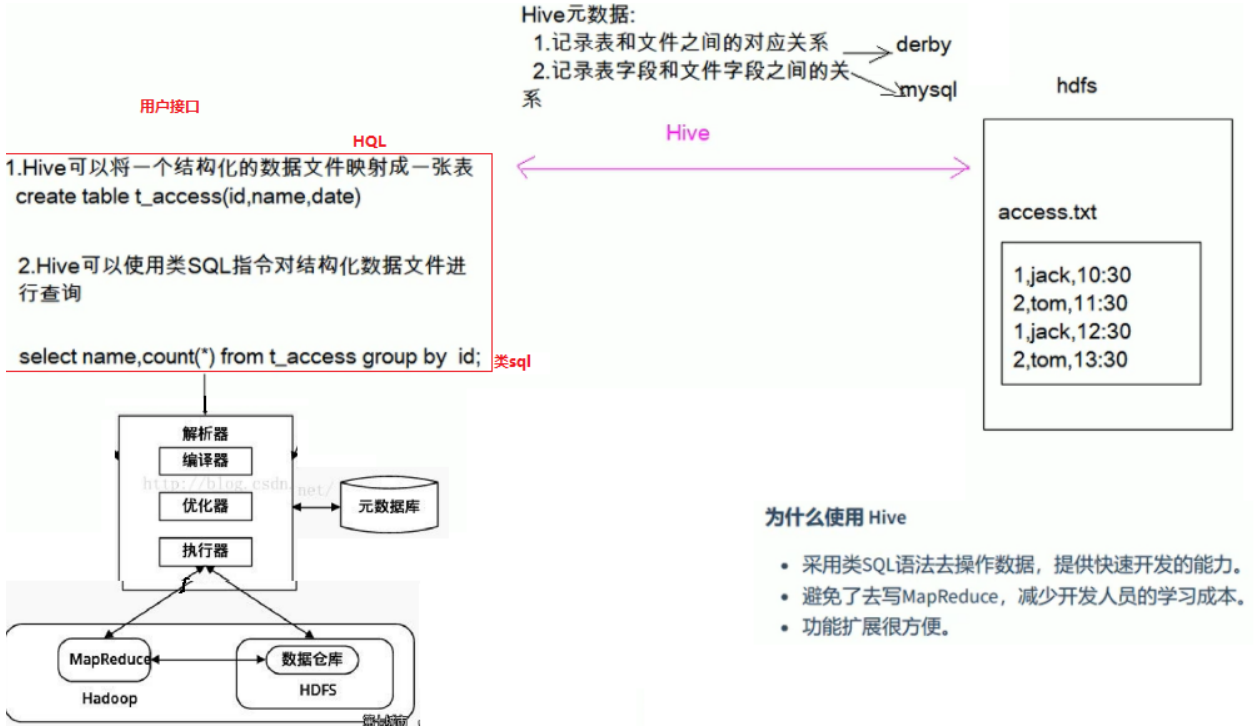 Hive元数据:
1.记录表和文件之间的对应关系
derby
2.记录表字段和文件字段之间的关
系
mysql
hdfs
用户接口
HQL
Hive
1.Hive可以将一个结构化的数据文件映射成一张表
create table t_access(id,name,date)
2.Hive可以使用类SQL指令对结构化数据文件进
行查询
select name,count(*) from t_access group by id;
类sql
access.txt
1,jack,10:30
2,tom,11:30
1,jack,12:30
2,tom,13:30
解析器
编译器
http://blog.csdn.net/
优化器
元数据库
执行器
MapReduce
数据仓库
Hadoop
HDFS
为什么使用 Hive
• 采用类SQL语法去操作数据，提供快速开发的能力。
• 避免了去写MapReduce，减少开发人员的学习成本。
• 功能扩展很方便。